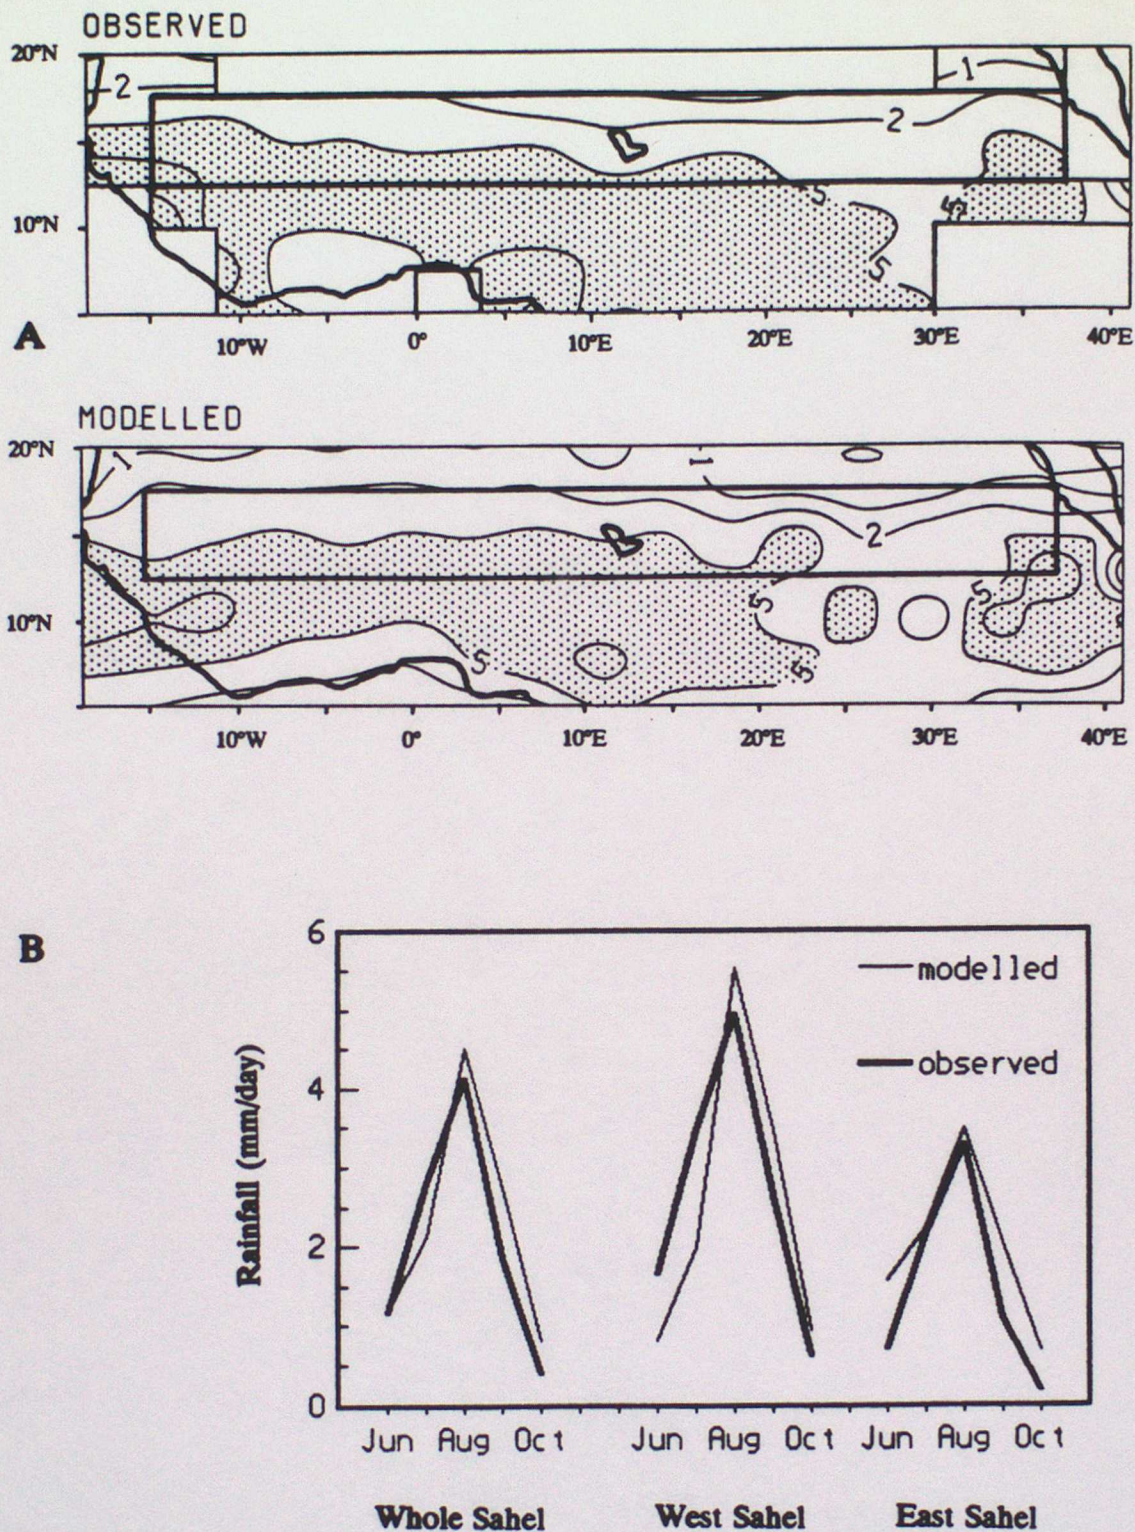 OBSERVED
20°N
2
1
2
5
4?
10°N
5
A
10°W 0° 10°E 20°E 30°E 40°E
MODELLED
20°N
1
1
2
5
5
10°N
5
5
10°W 0° 10°E 20°E 30°E 40°E
B
6
modelled
observed
4
Rainfall (mm/day)
2
0
Jun Aug Oct Jun Aug Oct Jun Aug Oct
Whole Sahel West Sahel East Sahel